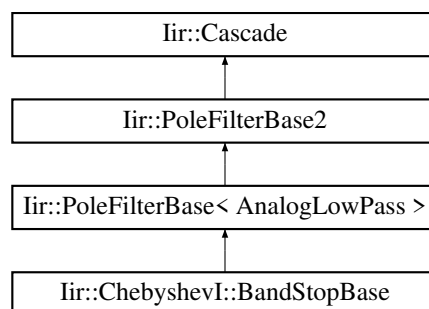 Iir::Cascade
Iir::PoleFilterBase2
Iir::PoleFilterBase< AnalogLowPass >
Iir::ChebyshevI::BandStopBase